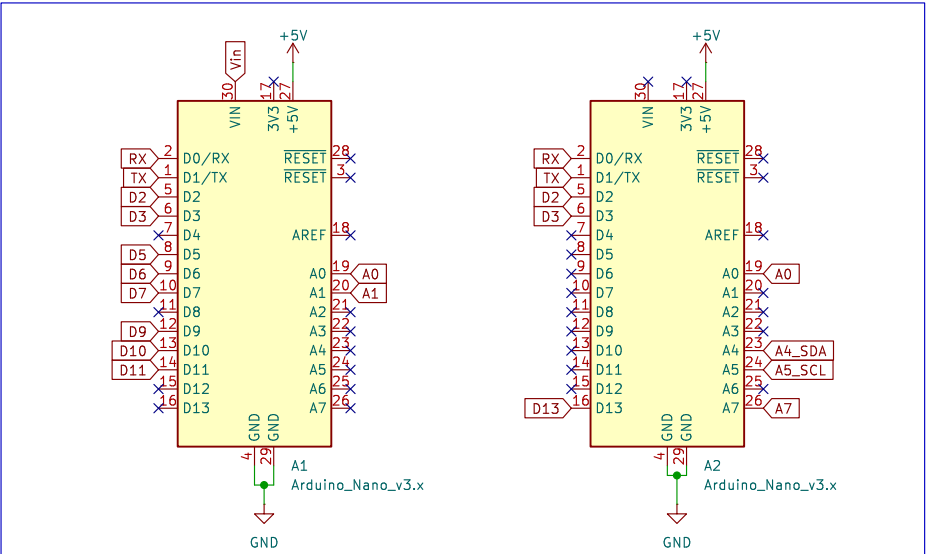 +5V
Vin
30
17
27
VIN
3V3
+5V
RX 2 D0/RX RESET 28
TX 1 D1/TX RESET 3
D2 5 D2
D3 6 D3
7 D4 AREF 18
D5 8 D5
D6 9 D6 A0 19 A0
D7 10 D7 A1 20 A1
11 D8 A2 21
D9 12 D9 A3 22
D10 13 D10 A4 23
D11 14 D11 A5 24
15 D12 A6 25
16 D13 A7 26
GND
GND
4
29
A1
Arduino_Nano_v3.x
GND
+5V
30
17
27
VIN
3V3
+5V
RX 2 D0/RX RESET 28
TX 1 D1/TX RESET 3
D2 5 D2
D3 6 D3
7 D4 AREF 18
8 D5
9 D6 A0 19 A0
10 D7 A1 20
11 D8 A2 21
12 D9 A3 22
13 D10 A4 23 A4_SDA
14 D11 A5 24 A5_SCL
15 D12 A6 25
D13 16 D13 A7 26 A7
GND
GND
4
29
A2
Arduino_Nano_v3.x
GND